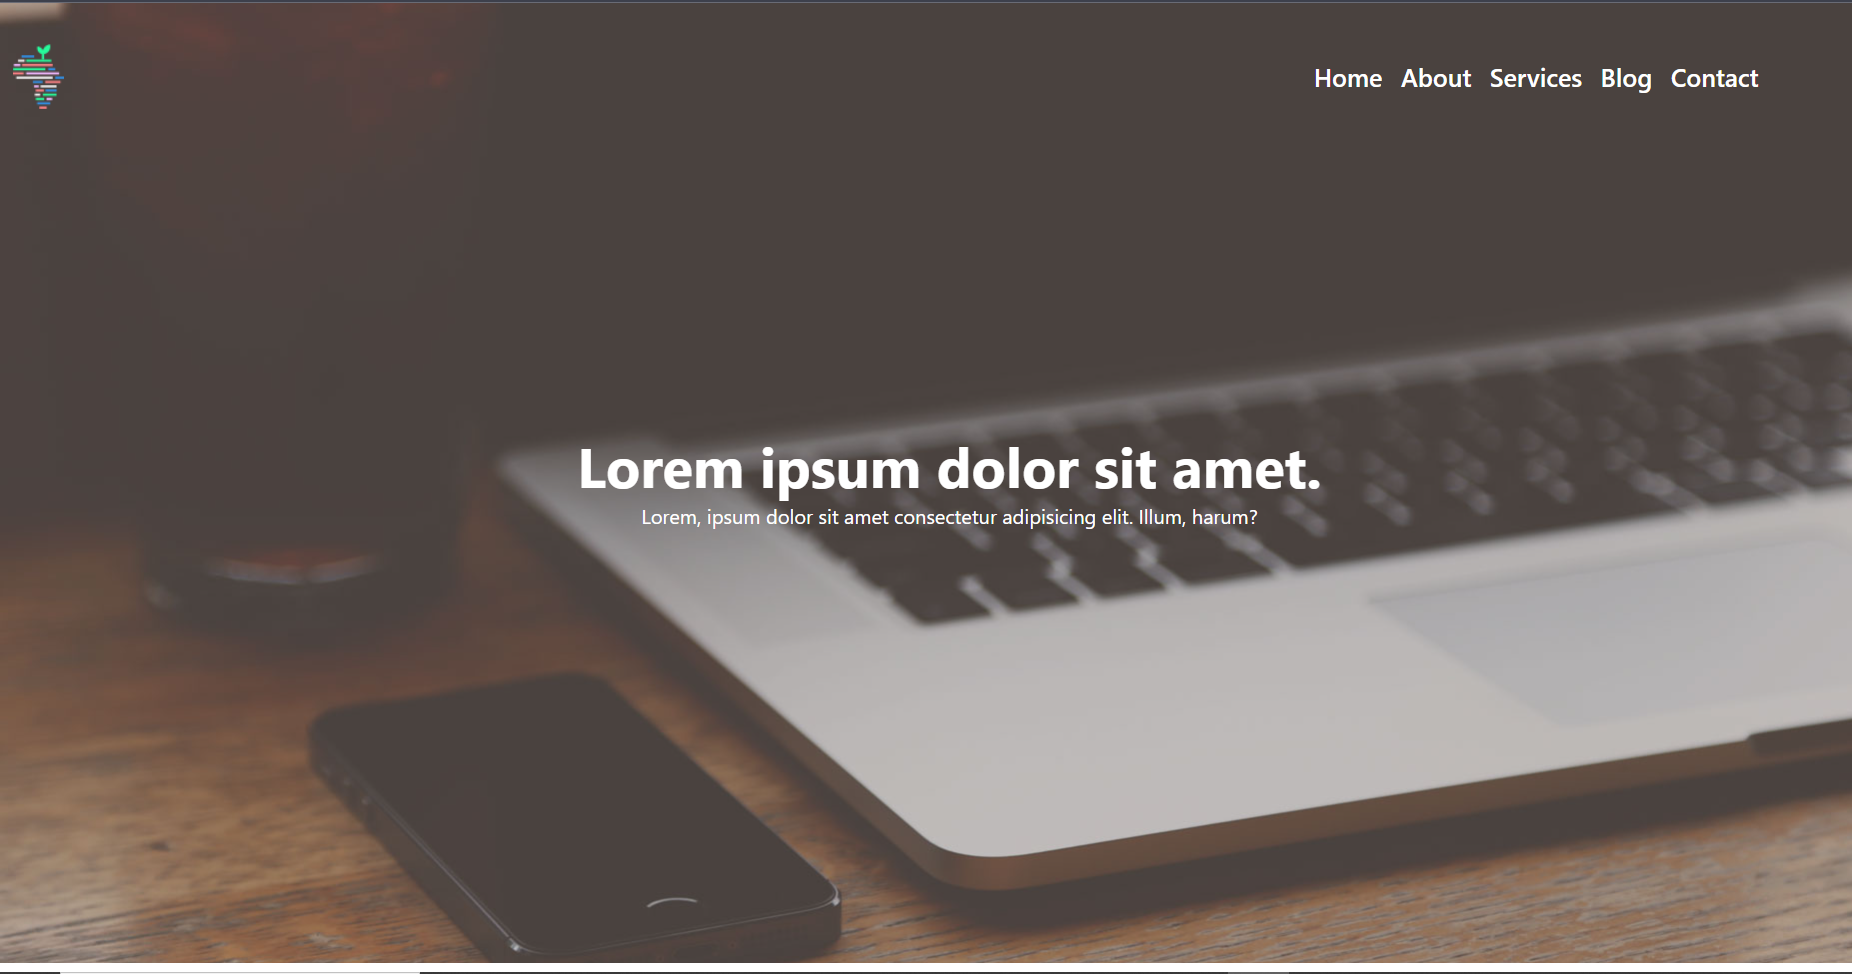 Home About Services Blog Contact
Lorem ipsum dolor sit amet.
Lorem, ipsum dolor sit amet consectetur adipisicing elit. Illum, harum?